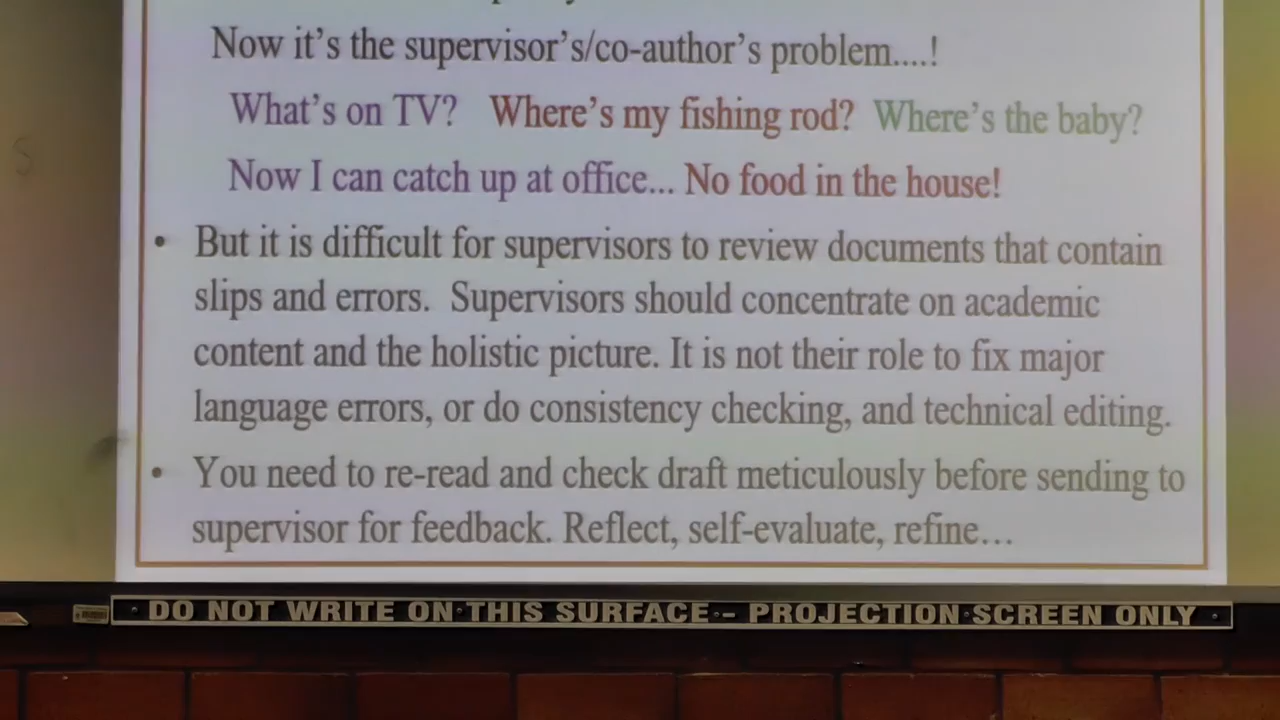 Now it's the supervisor's/co-author's problem....!
What's on TV? Where's my fishing rod? Where's the baby?
Now I can catch up at office... No food in the house!
• But it is difficult for supervisors to review documents that contain
slips and errors. Supervisors should concentrate on academic
content and the holistic picture. It is not their role to fix major
language errors, or do consistency checking, and technical editing.
• You need to re-read and check draft meticulously before sending to
supervisor for feedback. Reflect, self-evaluate, refine…
DO NOT WRITE ON THIS SURFACE - PROJECTION SCREEN ONLY